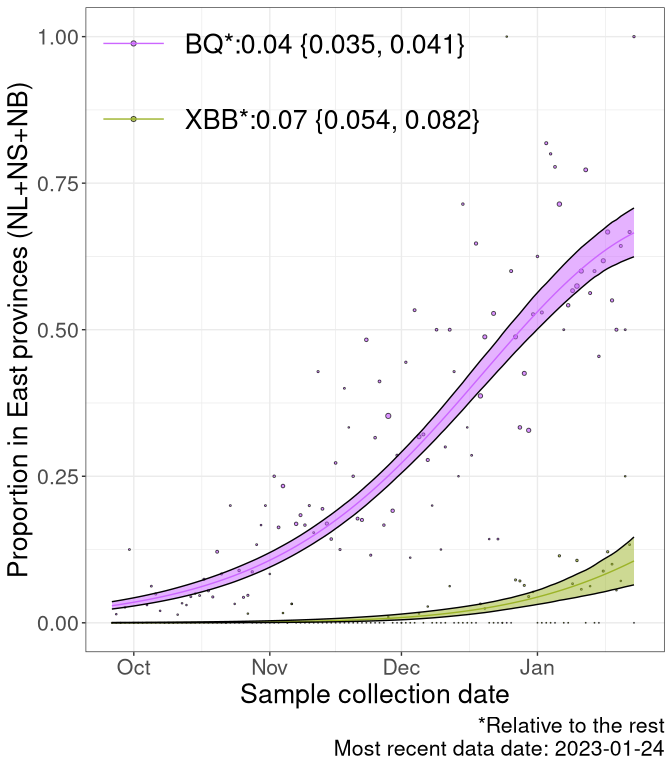 1.00
BQ*:0.04 {0.035, 0.041}
XBB*:0.07 {0.054, 0.082}
0.75
0.50
0.25
0.00
Proportion in East provinces (NL+NS+NB)
Oct Nov Dec Jan
Sample collection date
*Relative to the rest
Most recent data date: 2023-01-24